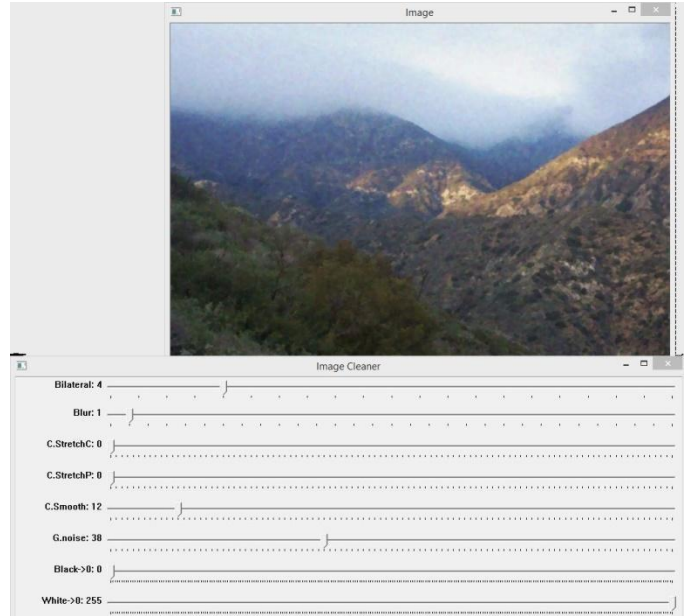 Image
Image Cleaner
Bilateral: 4
Blur: 1
C.StretchC: 0
C.StretchP: 0
C.Smooth: 12
G.noise: 38
Black->0: 0
White->0: 255